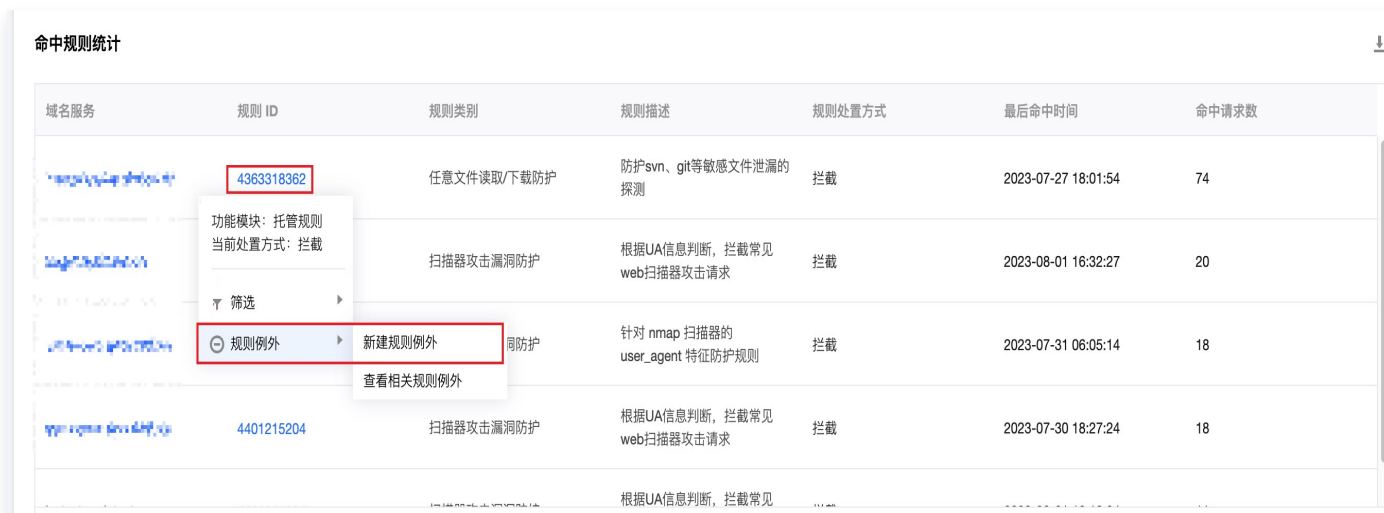 命中规则统计
域名服务 规则 ID 规则类别 规则描述 规则处置方式 最后命中时间 命中请求数
4363318362 任意文件读取/下载防护 防护svn、git等敏感文件泄漏的 拦截 2023-07-27 18:01:54 74
探测
功能模块：托管规则
当前处置方式：拦截
扫描器攻击漏洞防护 根据UA信息判断，拦截常见 拦截 2023-08-01 16:32:27 20
web扫描器攻击请求
筛选
规则例外 新建规则例外
查看相关规则例外
洞防护 针对 nmap 扫描器的 拦截 2023-07-31 06:05:14 18
user_agent 特征防护规则
4401215204 扫描器攻击漏洞防护 根据UA信息判断，拦截常见 拦截 2023-07-30 18:27:24 18
web扫描器攻击请求
根据UA信息判断，拦截常见